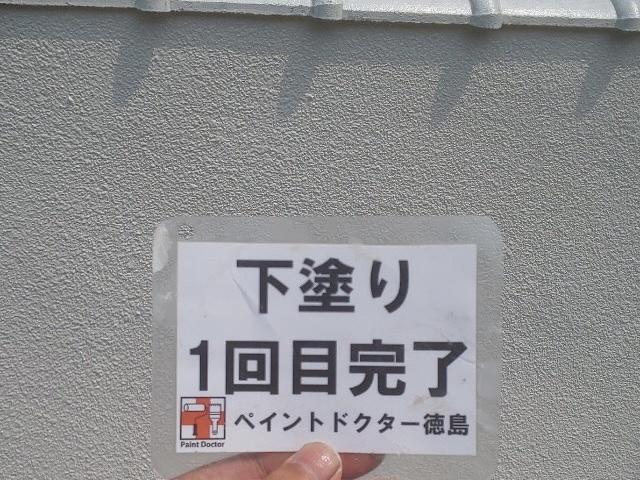 下塗り
1回目完了
ペイントドクター徳島
Paint Doctor